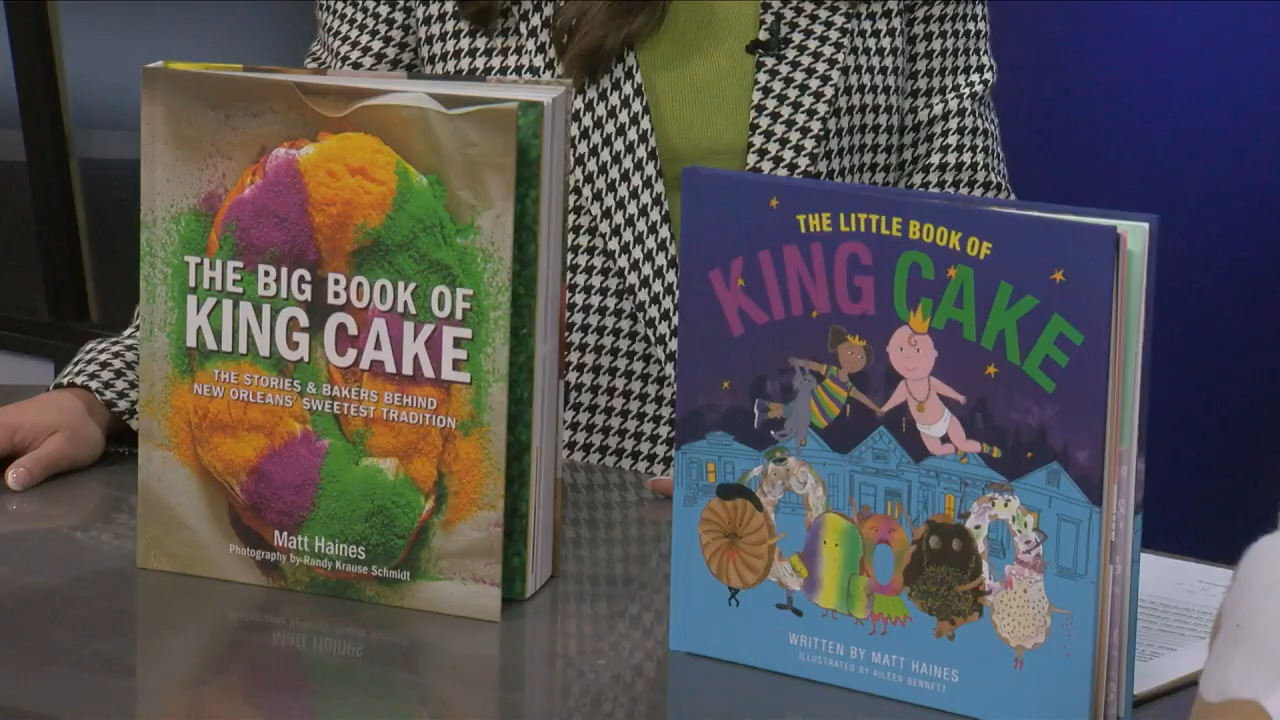 THE BIG BOOK OF
KING CAKE
THE STORIES & BAKERS BEHIND
NEW ORLEANS' SWEETEST TRADITION
Matt Haines
Photography by Randy Krause Schmidt
THE LITTLE BOOK OF
KING CAKE
WRITTEN BY MATT HAINES
ILLUSTRATED BY AILEEN BENNETT